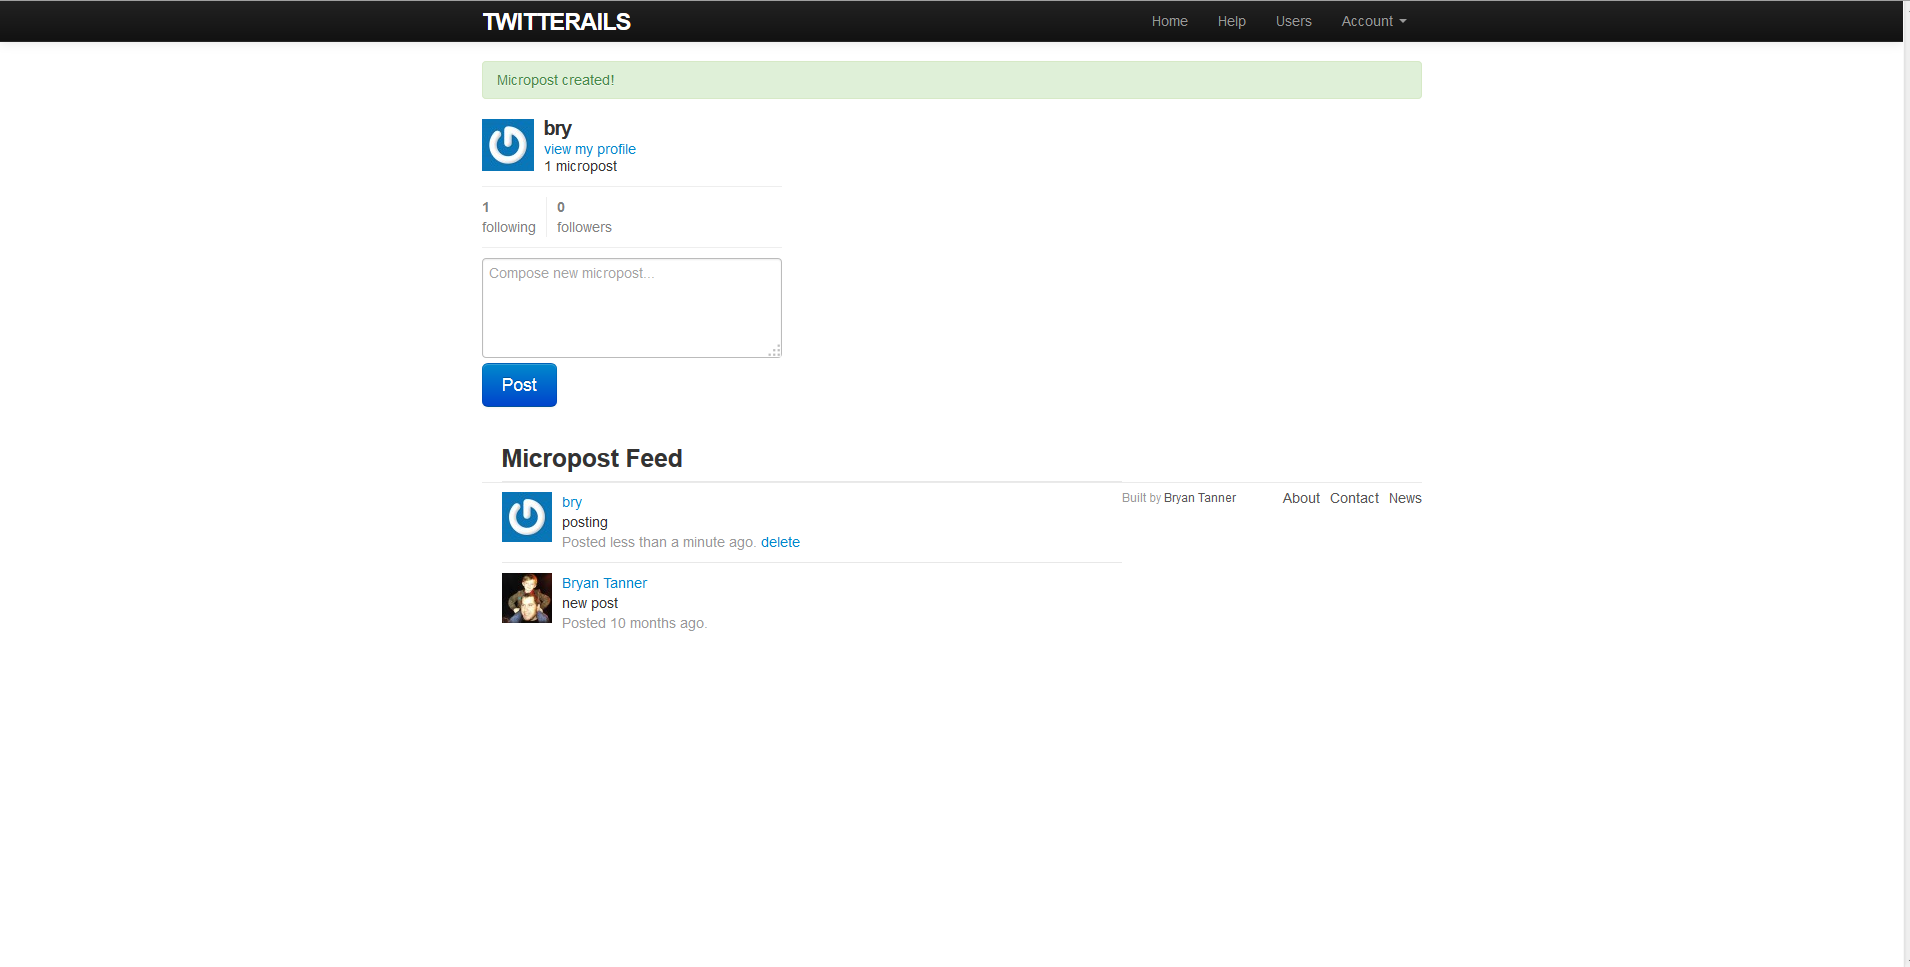 TWITTERAILS Home Help Users Account
Micropost created!
bry
view my profile
1 micropost
1 0
following followers
Compose new micropost...
Post
Micropost Feed
bry
posting
Posted less than a minute ago. delete
Built by Bryan Tanner About Contact News
Bryan Tanner
new post
Posted 10 months ago.